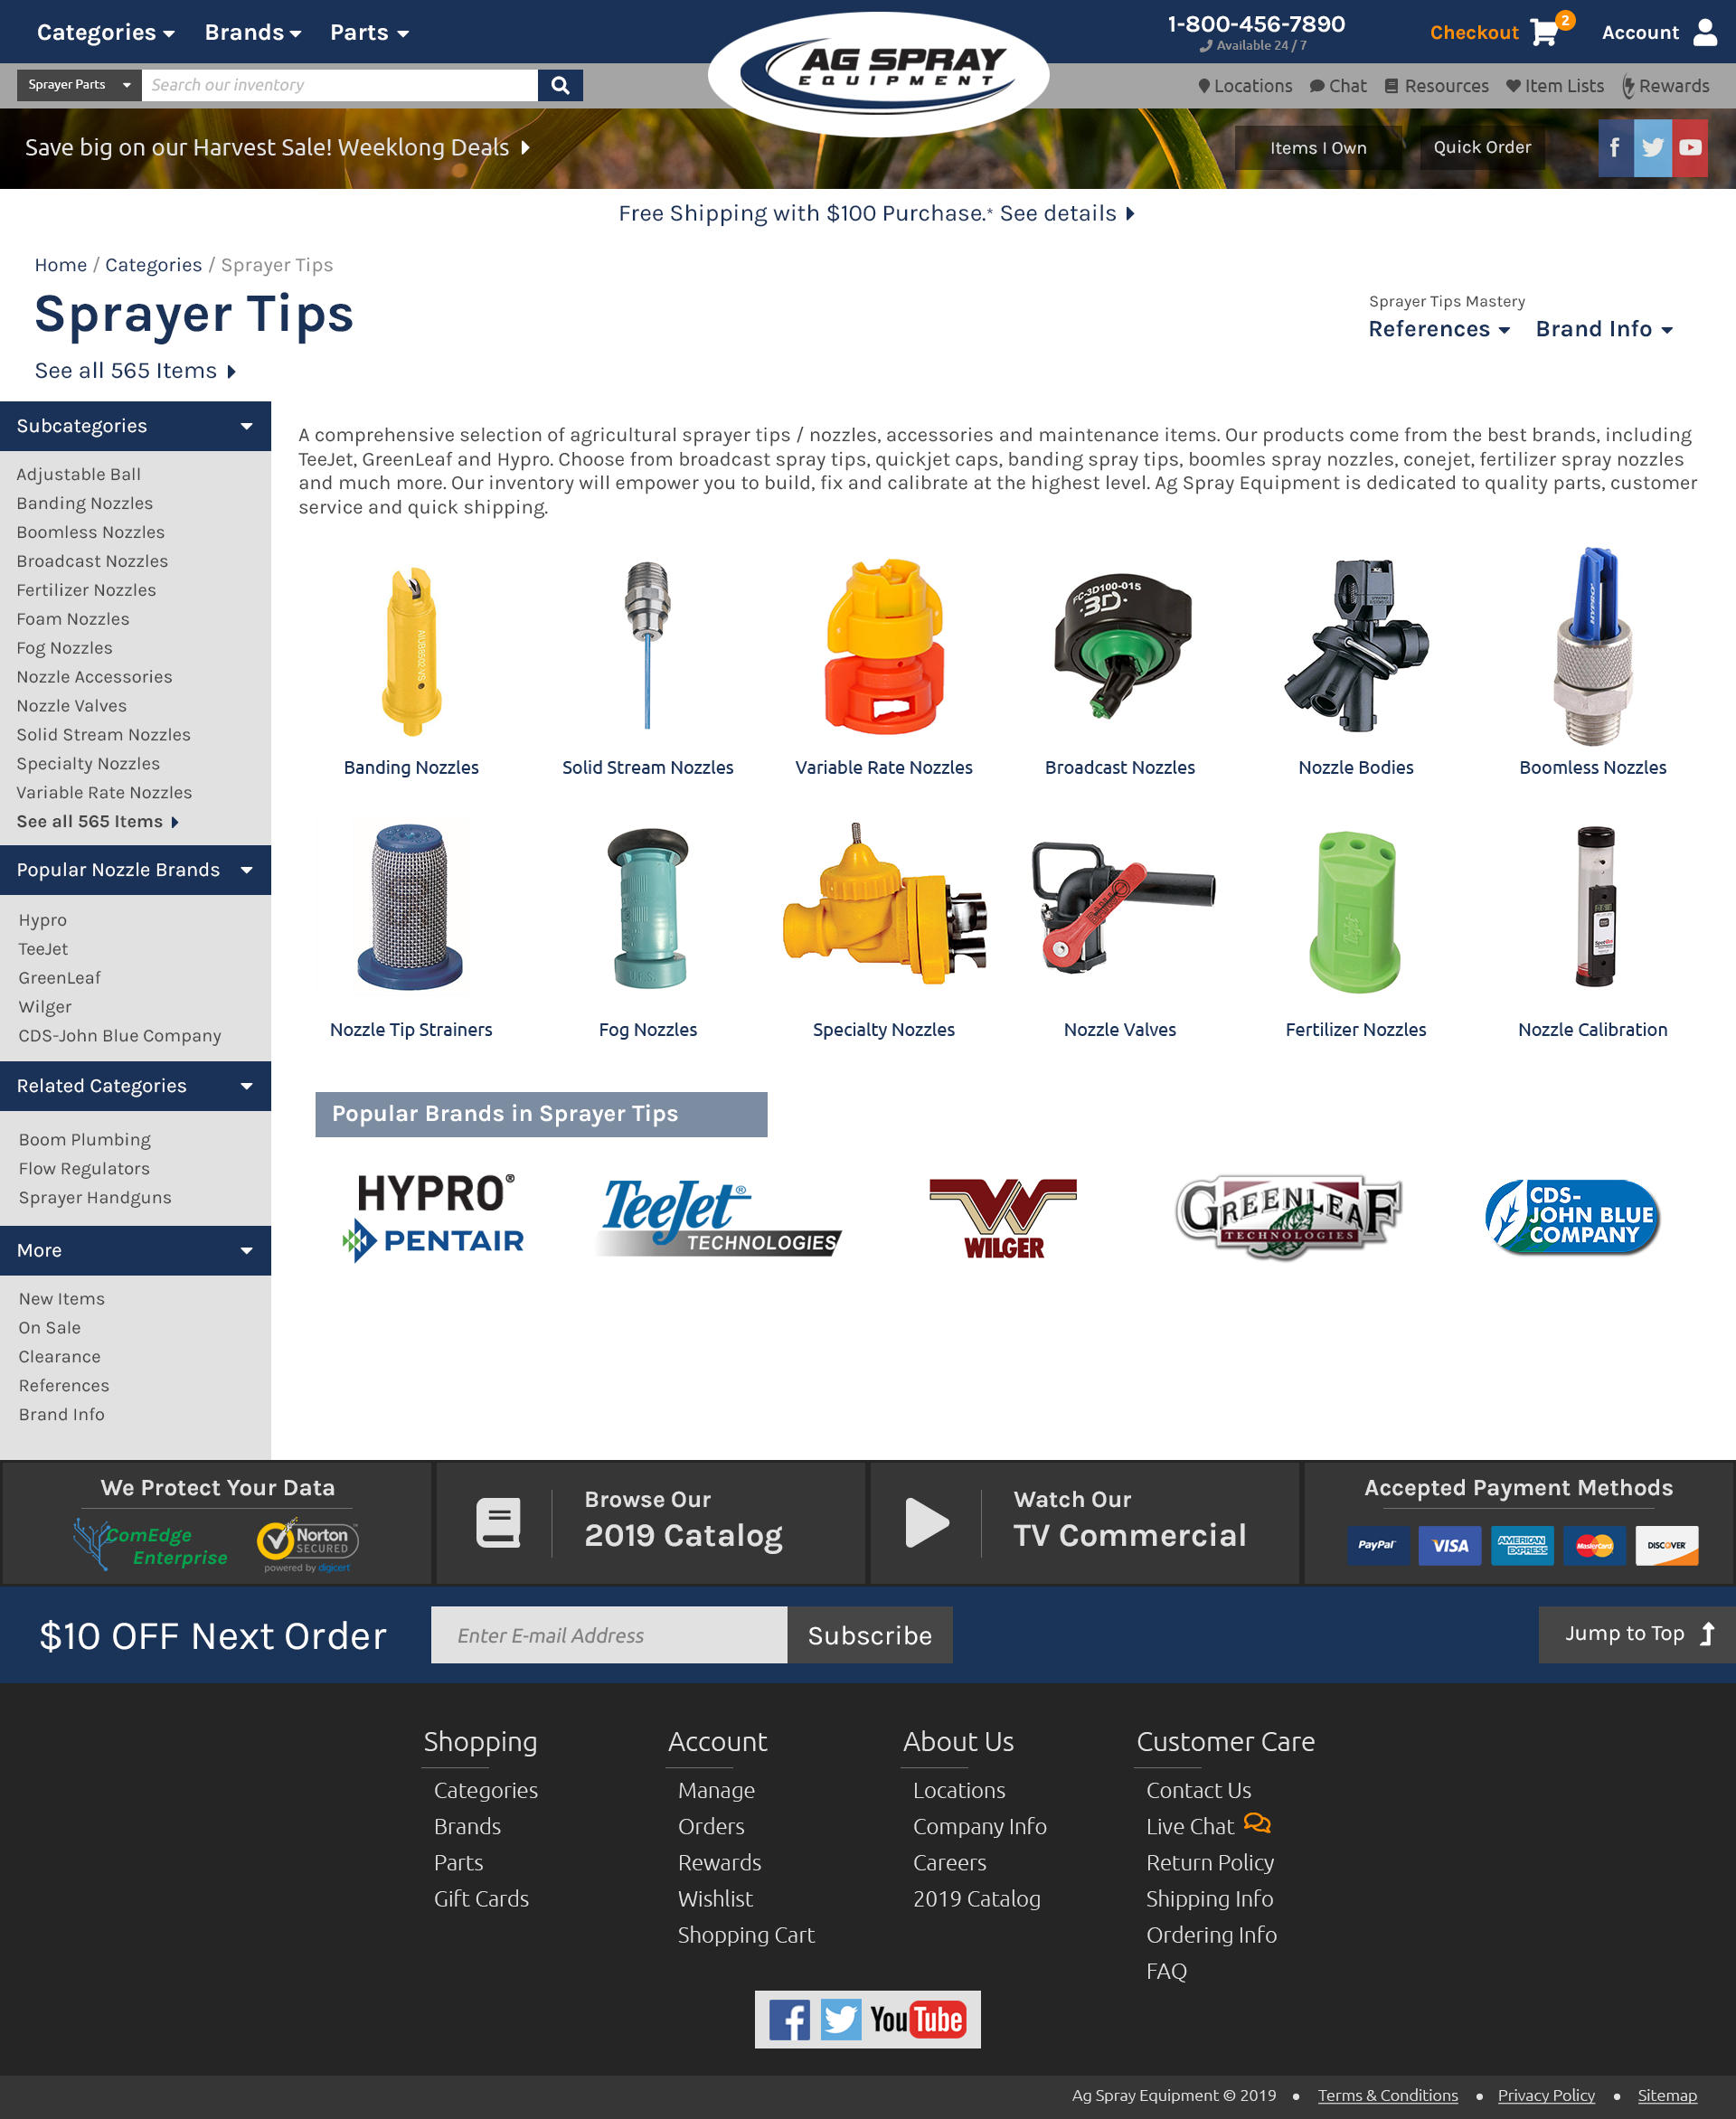 Categories Brands Parts
AG SPRAY
EQUIPMENT
1-800-456-7890
Available 24 / 7
Checkout 2 Account
Sprayer Parts Search our inventory
Locations Chat Resources Item Lists Rewards
Save big on our Harvest Sale! Weeklong Deals
Items I Own Quick Order
Free Shipping with $100 Purchase.* See details
Home / Categories / Sprayer Tips
Sprayer Tips
See all 565 Items
Sprayer Tips Mastery
References Brand Info
Subcategories
Adjustable Ball
Banding Nozzles
Boomless Nozzles
Broadcast Nozzles
Fertilizer Nozzles
Foam Nozzles
Fog Nozzles
Nozzle Accessories
Nozzle Valves
Solid Stream Nozzles
Specialty Nozzles
Variable Rate Nozzles
See all 565 Items
Popular Nozzle Brands
Hypro
TeeJet
GreenLeaf
Wilger
CDS-John Blue Company
Related Categories
Boom Plumbing
Flow Regulators
Sprayer Handguns
More
New Items
On Sale
Clearance
References
Brand Info
A comprehensive selection of agricultural sprayer tips / nozzles, accessories and maintenance items. Our products come from the best brands, including
TeeJet, GreenLeaf and Hypro. Choose from broadcast spray tips, quickjet caps, banding spray tips, boomles spray nozzles, conejet, fertilizer spray nozzles
and much more. Our inventory will empower you to build, fix and calibrate at the highest level. Ag Spray Equipment is dedicated to quality parts, customer
service and quick shipping.
FC-3D100-015
3D
Banding Nozzles
Solid Stream Nozzles
Variable Rate Nozzles
Broadcast Nozzles
Nozzle Bodies
Boomless Nozzles
Nozzle Tip Strainers
Fog Nozzles
Specialty Nozzles
Nozzle Valves
Fertilizer Nozzles
Nozzle Calibration
Popular Brands in Sprayer Tips
HYPRO®
PENTAIR
TeeJet®
TECHNOLOGIES
WILGER
GREENLEAF
TECHNOLOGIES
CDS-
JOHN BLUE
COMPANY
We Protect Your Data
ComEdge
Enterprise
Norton™
SECURED
powered by digicert
Browse Our
2019 Catalog
Watch Our
TV Commercial
Accepted Payment Methods
PayPal VISA AMERICAN EXPRESS MasterCard DISCOVER
$10 OFF Next Order
Enter E-mail Address
Subscribe
Jump to Top
Shopping
Categories
Brands
Parts
Gift Cards
Account
Manage
Orders
Rewards
Wishlist
Shopping Cart
About Us
Locations
Company Info
Careers
2019 Catalog
Customer Care
Contact Us
Live Chat
Return Policy
Shipping Info
Ordering Info
FAQ
YouTube
Ag Spray Equipment © 2019 • Terms & Conditions • Privacy Policy • Sitemap